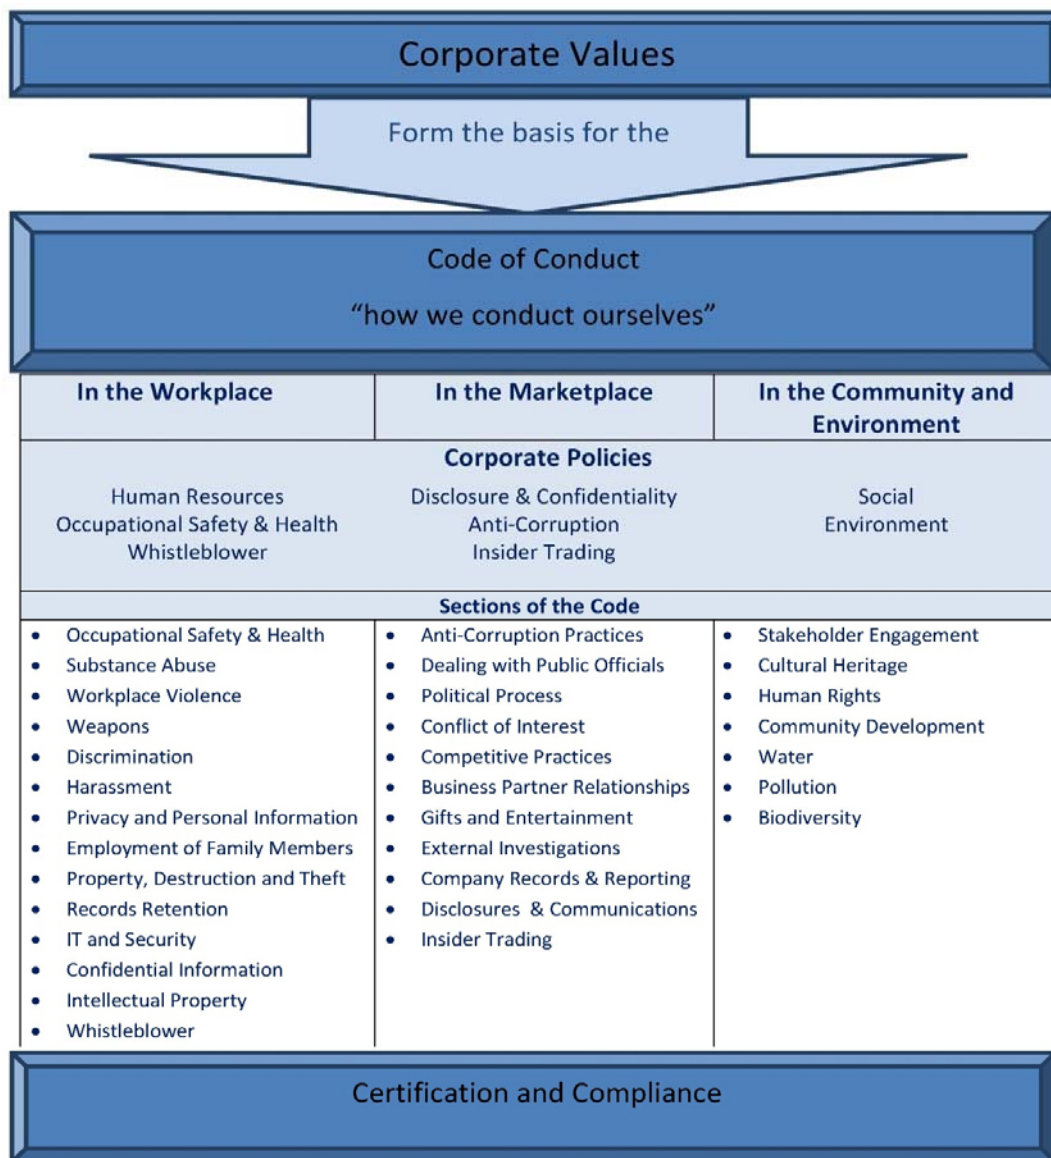 Corporate Values
Form the basis for the
Code of Conduct
“how we conduct ourselves”
In the Workplace
In the Marketplace
In the Community and
Environment
Corporate Policies
Human Resources
Occupational Safety & Health
Whistleblower
Disclosure & Confidentiality
Anti-Corruption
Insider Trading
Social
Environment
Sections of the Code
• Occupational Safety & Health
• Substance Abuse
• Workplace Violence
• Weapons
• Discrimination
• Harassment
• Privacy and Personal Information
• Employment of Family Members
• Property, Destruction and Theft
• Records Retention
• IT and Security
• Confidential Information
• Intellectual Property
• Whistleblower
• Anti-Corruption Practices
• Dealing with Public Officials
• Political Process
• Conflict of Interest
• Competitive Practices
• Business Partner Relationships
• Gifts and Entertainment
• External Investigations
• Company Records & Reporting
• Disclosures & Communications
• Insider Trading
• Stakeholder Engagement
• Cultural Heritage
• Human Rights
• Community Development
• Water
• Pollution
• Biodiversity
Certification and Compliance